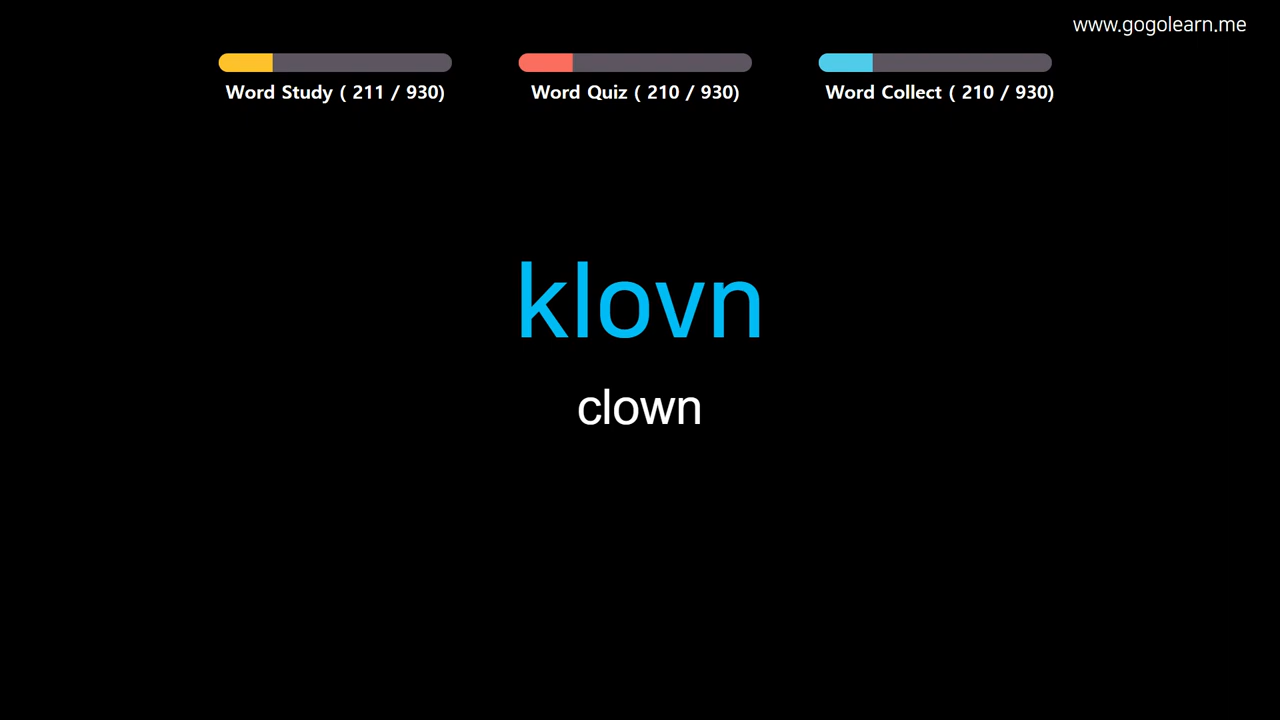 www.gogolearn.me
Word Study ( 211 / 930)
Word Quiz ( 210 / 930)
Word Collect ( 210 / 930)
klovn
clown